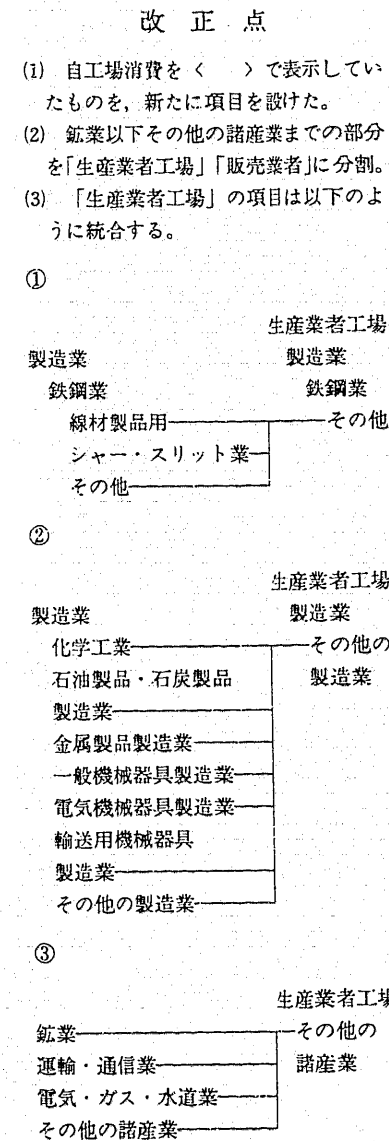 改正点
(1) 自工場消費を〈　〉で表示してい
たものを，新たに項目を設けた。
(2) 鉱業以下その他の諸産業までの部分
を「生産業者工場」「販売業者」に分割。
(3) 「生産業者工場」の項目は以下のよ
うに統合する。
①
生産業者工場
製造業　製造業
鉄鋼業　鉄鋼業
線材製品用　その他
シャー・スリット業
その他
②
生産業者工場
製造業　製造業
化学工業　その他の
石油製品・石炭製品　製造業
製造業
金属製品製造業
一般機械器具製造業
電気機械器具製造業
輸送用機械器具
製造業
その他の製造業
③
生産業者工場
鉱業　その他の
運輸・通信業　諸産業
電気・ガス・水道業
その他の諸産業